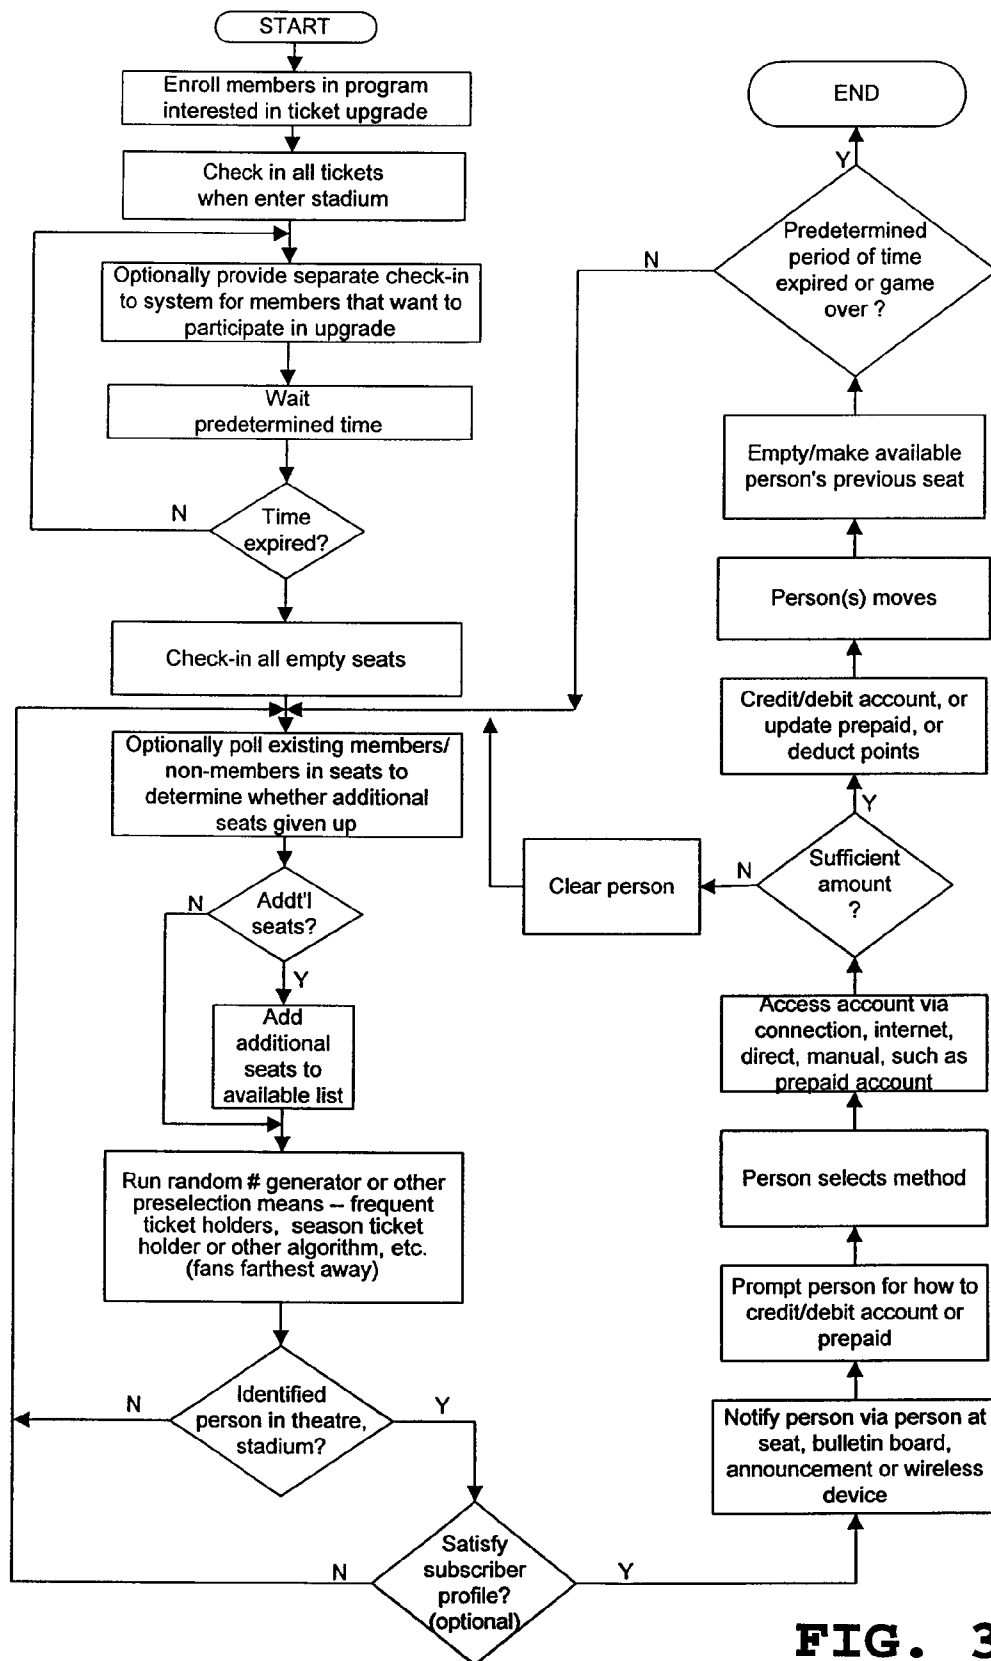 START
Enroll members in program
interested in ticket upgrade
Check in all tickets
when enter stadium
Optionally provide separate check-in
to system for members that want to
participate in upgrade
Wait
predetermined time
N
Time
expired?
Check-in all empty seats
Optionally poll existing members/
non-members in seats to
determine whether additional
seats given up
N
Addt'l
seats?
Y
Add
additional
seats to
available list
Run random # generator or other
preselection means – frequent
ticket holders, season ticket
holder or other algorithm, etc.
(fans farthest away)
N
Identified
person in theatre,
stadium?
Y
N
Satisfy
subscriber
profile?
(optional)
Y
END
Y
Predetermined
period of time
expired or game
over ?
N
Empty/make available
person's previous seat
Person(s) moves
Credit/debit account, or
update prepaid, or
deduct points
Y
Sufficient
amount
?
N
Clear person
Access account via
connection, internet,
direct, manual, such as
prepaid account
Person selects method
Prompt person for how to
credit/debit account or
prepaid
Notify person via person at
seat, bulletin board,
announcement or wireless
device
FIG. 3